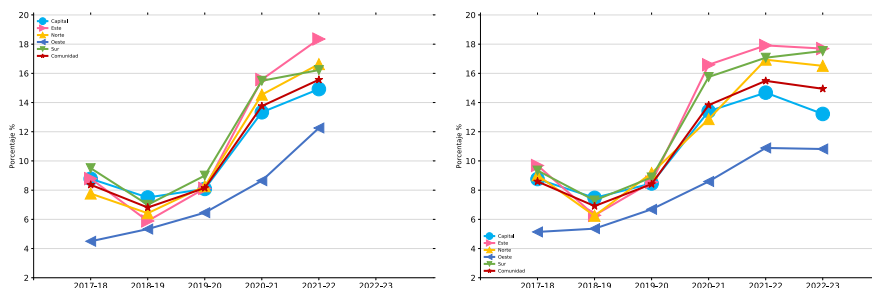 20
18
16
14
12
10
8
6
4
2
Porcentaje %
Capital
Este
Norte
Oeste
Sur
Comunidad
2017-18
2018-19
2019-20
2020-21
2021-22
2022-23
20
18
16
14
12
10
8
6
4
2
Porcentaje %
Capital
Este
Norte
Oeste
Sur
Comunidad
2017-18
2018-19
2019-20
2020-21
2021-22
2022-23